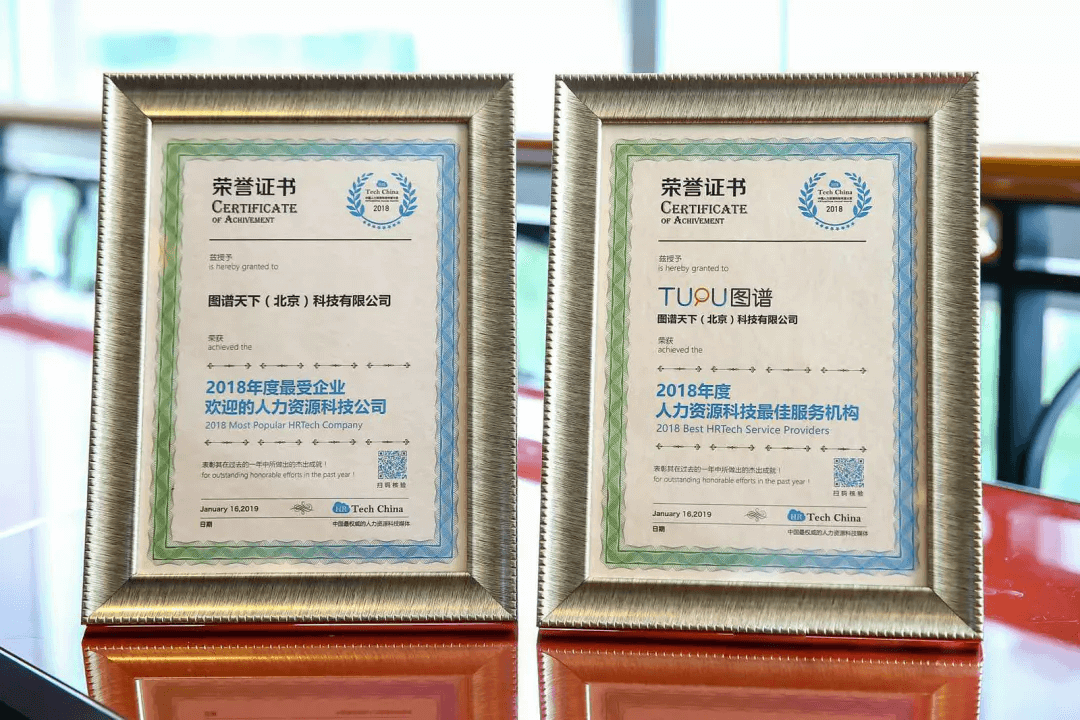 荣誉证书
CERTIFICATE
OF ACHIVEMENT
HR
Tech China
2018
兹授予
is hereby granted to
图谱天下（北京）科技有限公司
荣获
achieved the
2018年度最受企业
欢迎的人力资源科技公司
2018 Most Popular HRTech Company
表彰其在过去的一年中所做出的杰出成就！
for outstanding honorable efforts in the past year !
扫码核验
January 16,2019
HR Tech China
日期
中国最权威的人力资源科技媒体
荣誉证书
CERTIFICATE
OF ACHIVEMENT
HR
Tech China
2018
兹授予
is hereby granted to
TUPU图谱
图谱天下（北京）科技有限公司
荣获
achieved the
2018年度
人力资源科技最佳服务机构
2018 Best HRTech Service Providers
表彰其在过去的一年中所做出的杰出成就！
for outstanding honorable efforts in the past year !
扫码核验
January 16,2019
HR Tech China
日期
中国最权威的人力资源科技媒体